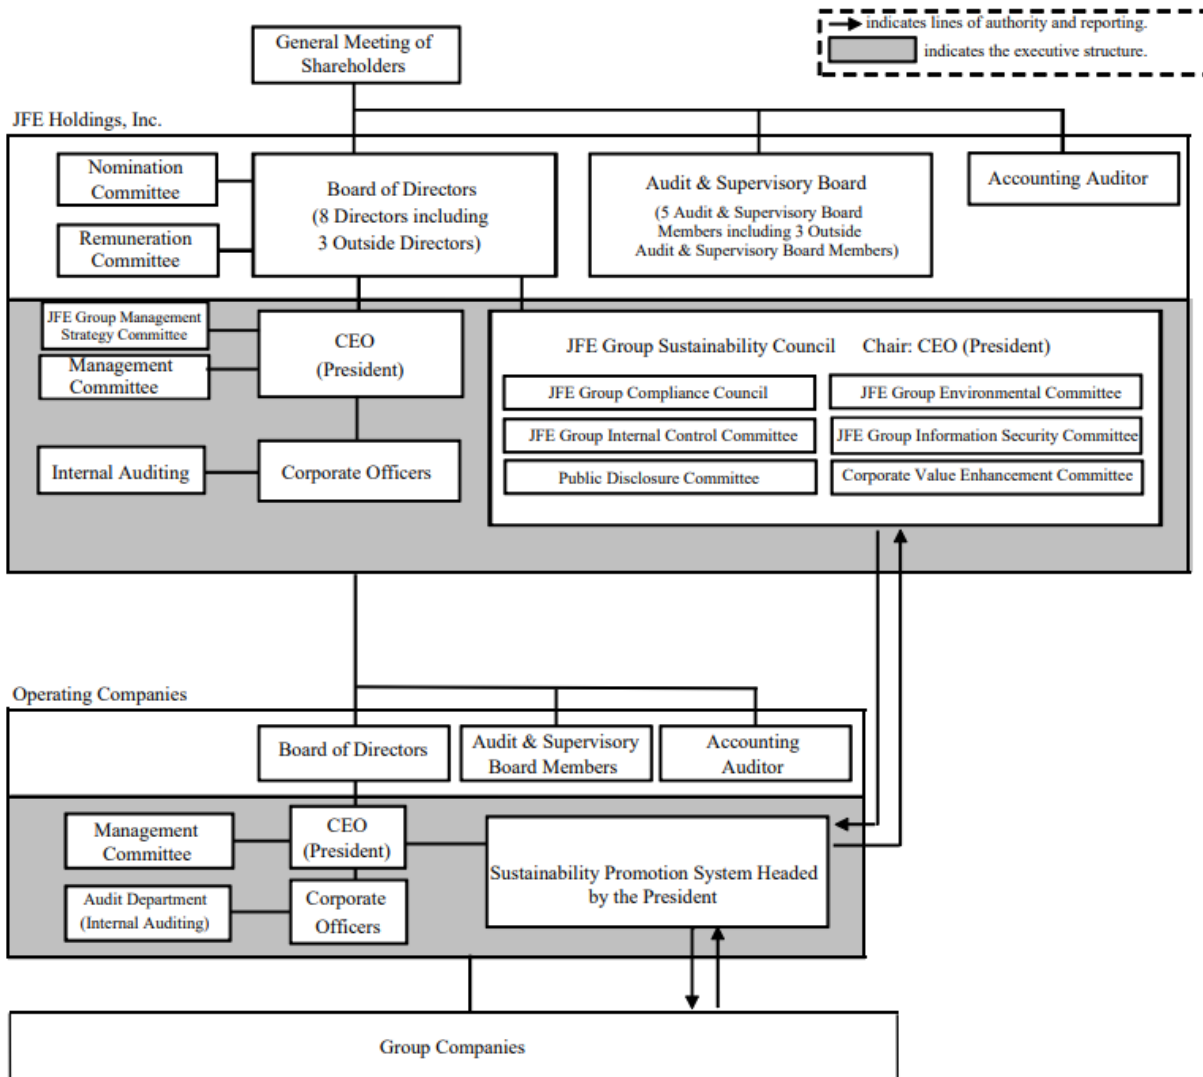 indicates lines of authority and reporting.
indicates the executive structure.
General Meeting of
Shareholders
JFE Holdings, Inc.
Nomination
Committee
Remuneration
Committee
Board of Directors
(8 Directors including
3 Outside Directors)
Audit & Supervisory Board
(5 Audit & Supervisory Board
Members including 3 Outside
Audit & Supervisory Board Members)
Accounting Auditor
JFE Group Management
Strategy Committee
Management
Committee
CEO
(President)
Internal Auditing
Corporate Officers
JFE Group Sustainability Council Chair: CEO (President)
JFE Group Compliance Council
JFE Group Environmental Committee
JFE Group Internal Control Committee
JFE Group Information Security Committee
Public Disclosure Committee
Corporate Value Enhancement Committee
Operating Companies
Board of Directors
Audit & Supervisory
Board Members
Accounting
Auditor
Management
Committee
CEO
(President)
Audit Department
(Internal Auditing)
Corporate
Officers
Sustainability Promotion System Headed
by the President
Group Companies